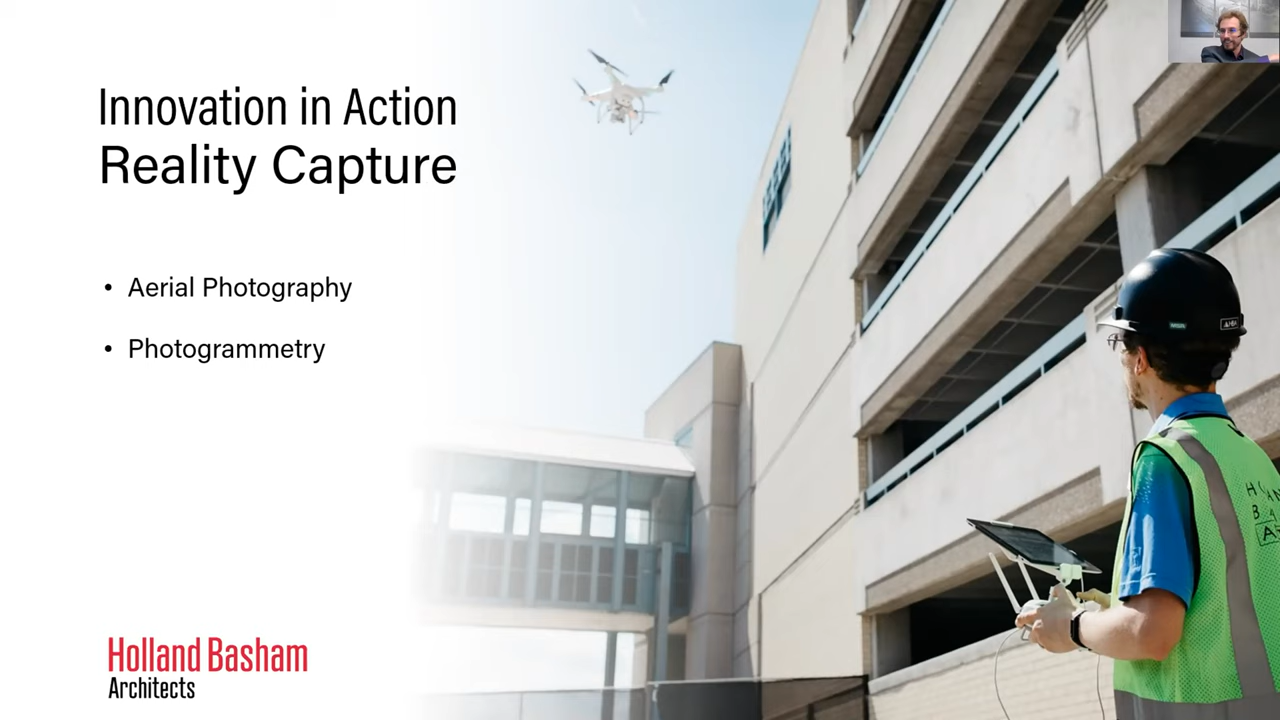 Innovation in Action
Reality Capture
• Aerial Photography
• Photogrammetry
Holland Basham
Architects